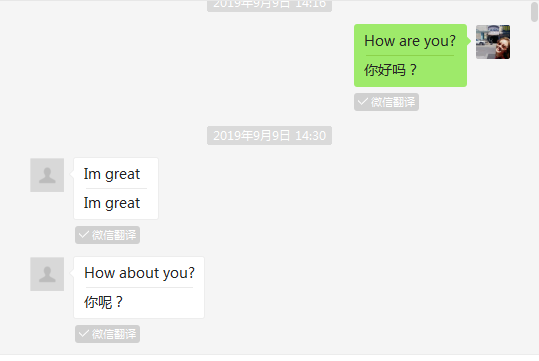 2019年9月9日 14:16
How are you?
你好吗？
微信翻译
2019年9月9日 14:30
Im great
Im great
微信翻译
How about you?
你呢？
微信翻译